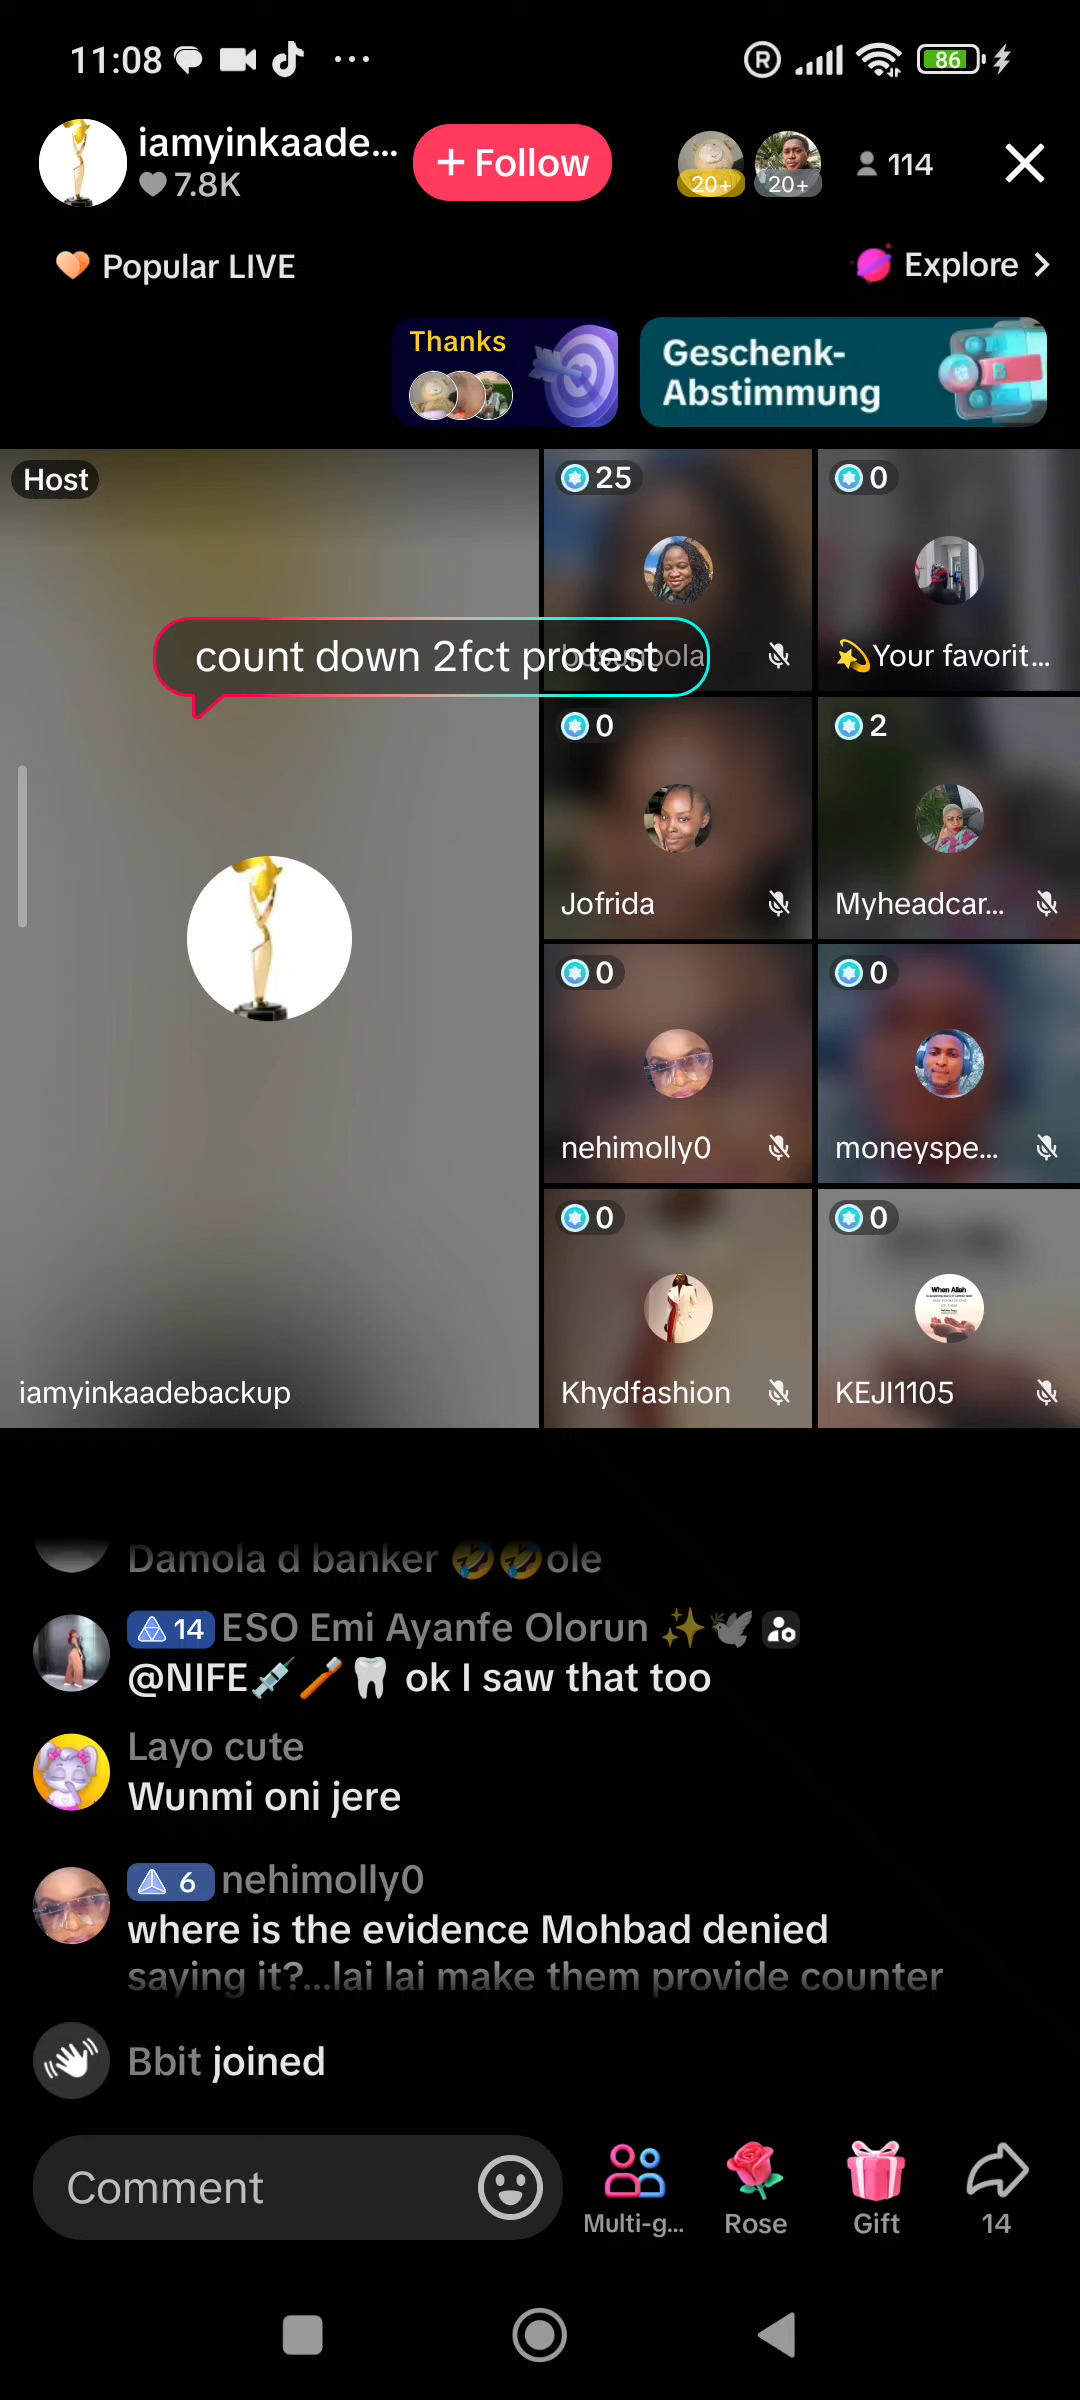 11:08
86
iamyinkaade...
7.8K
+ Follow
20+
20+
114
Popular LIVE
Explore
Thanks
Geschenk-
Abstimmung
Host
25
0
count down 2fct protest
Your favorit...
0
2
Jofrida
Myheadcar...
0
0
nehimolly0
moneyspe...
0
0
When Allah
iamyinkaadebackup
Khydfashion
KEJI1105
Damola d banker 🤣🤣ole
14 ESO Emi Ayanfe Olorun ✨🕊
@NIFE💉🪥🦷 ok I saw that too
Layo cute
Wunmi oni jere
6 nehimolly0
where is the evidence Mohbad denied
saying it?...lai lai make them provide counter
Bbit joined
Comment
Multi-g...
Rose
Gift
14